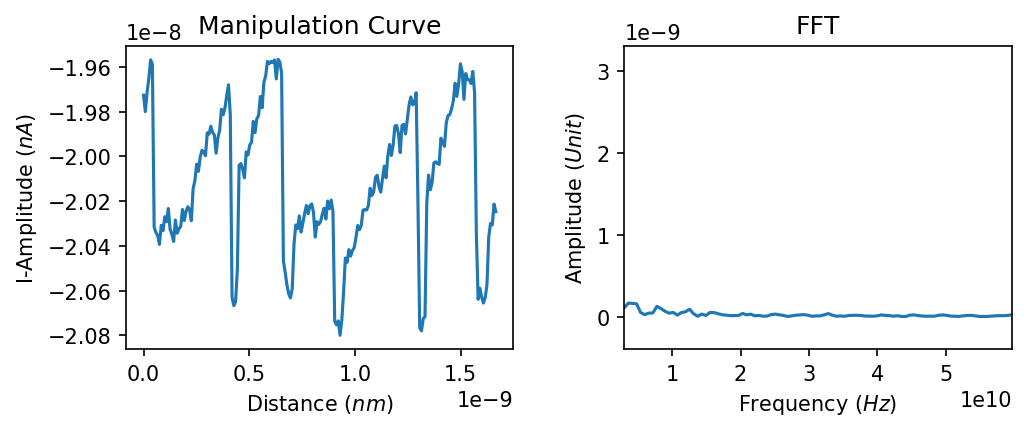 Manipulation Curve
1e−8
−1.96
−1.98
−2.00
−2.02
−2.04
−2.06
−2.08
I-Amplitude (nA)
0.0 0.5 1.0 1.5
1e−9
Distance (nm)
FFT
1e−9
3
2
1
0
Amplitude (Unit)
1 2 3 4 5
1e10
Frequency (Hz)